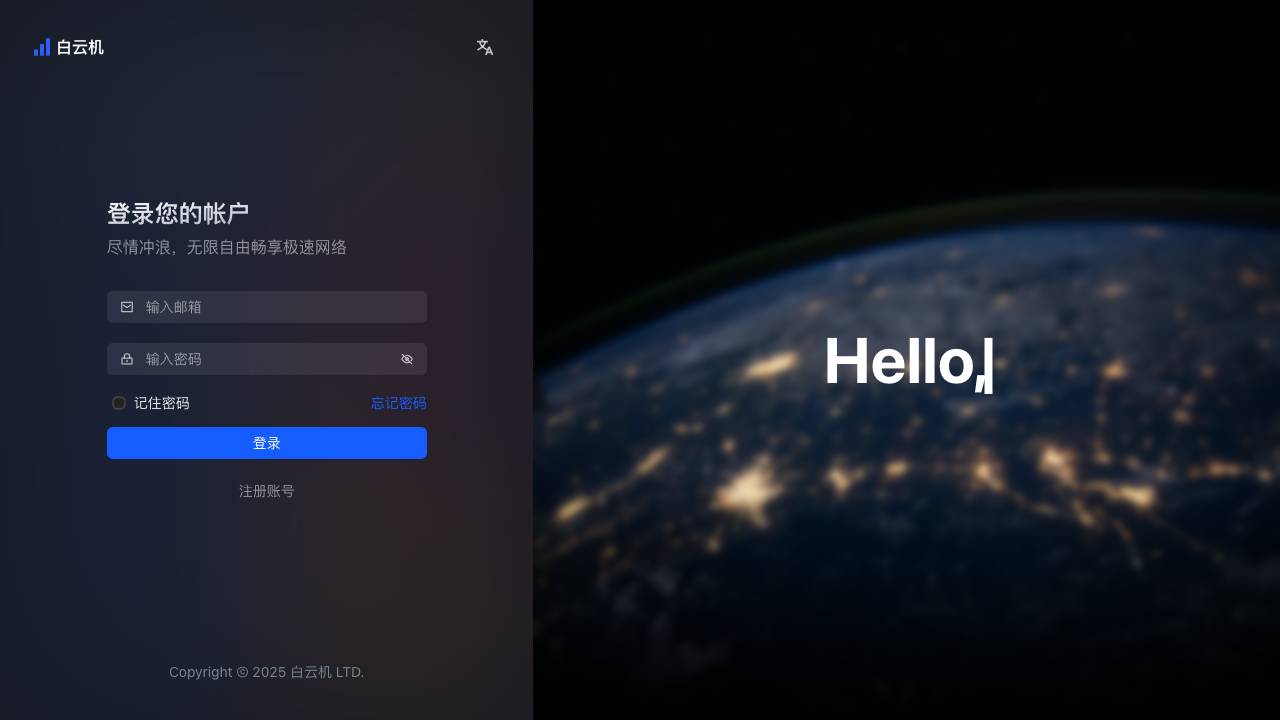 白云机
登录您的帐户
尽情冲浪，无限自由畅享极速网络
输入邮箱
输入密码
记住密码
忘记密码
登录
注册账号
Copyright © 2025 白云机 LTD.
Hello,